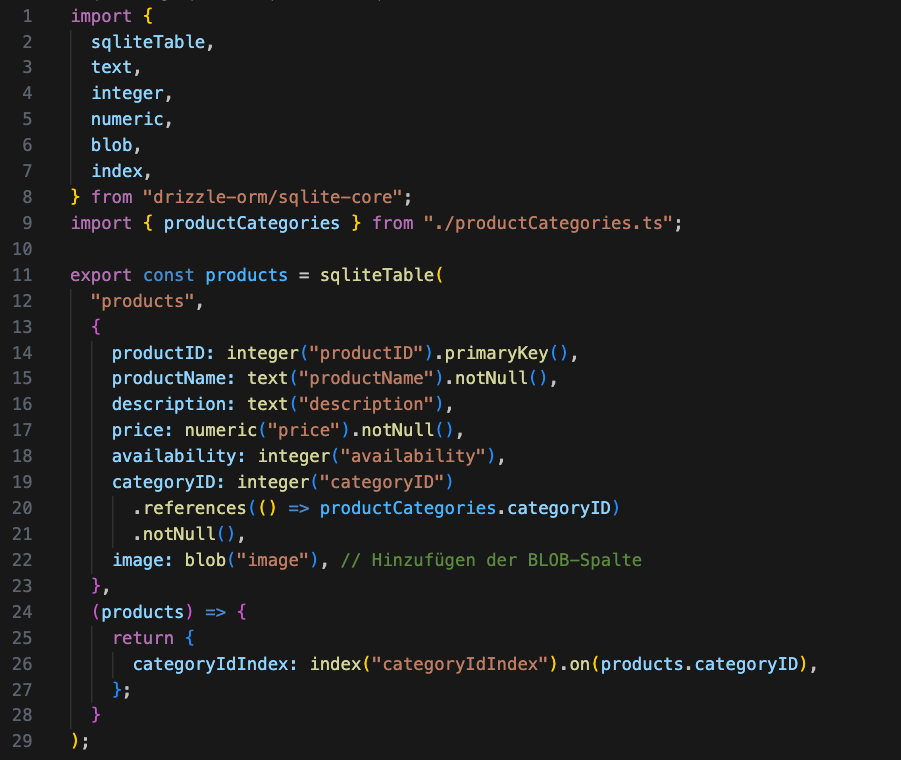 1 import {
2   sqliteTable,
3   text,
4   integer,
5   numeric,
6   blob,
7   index,
8 } from "drizzle-orm/sqlite-core";
9 import { productCategories } from "./productCategories.ts";
10
11 export const products = sqliteTable(
12   "products",
13   {
14     productID: integer("productID").primaryKey(),
15     productName: text("productName").notNull(),
16     description: text("description"),
17     price: numeric("price").notNull(),
18     availability: integer("availability"),
19     categoryID: integer("categoryID")
20       .references(() => productCategories.categoryID)
21       .notNull(),
22     image: blob("image"), // Hinzufügen der BLOB-Spalte
23   },
24   (products) => {
25     return {
26       categoryIdIndex: index("categoryIdIndex").on(products.categoryID),
27     };
28   }
29 );